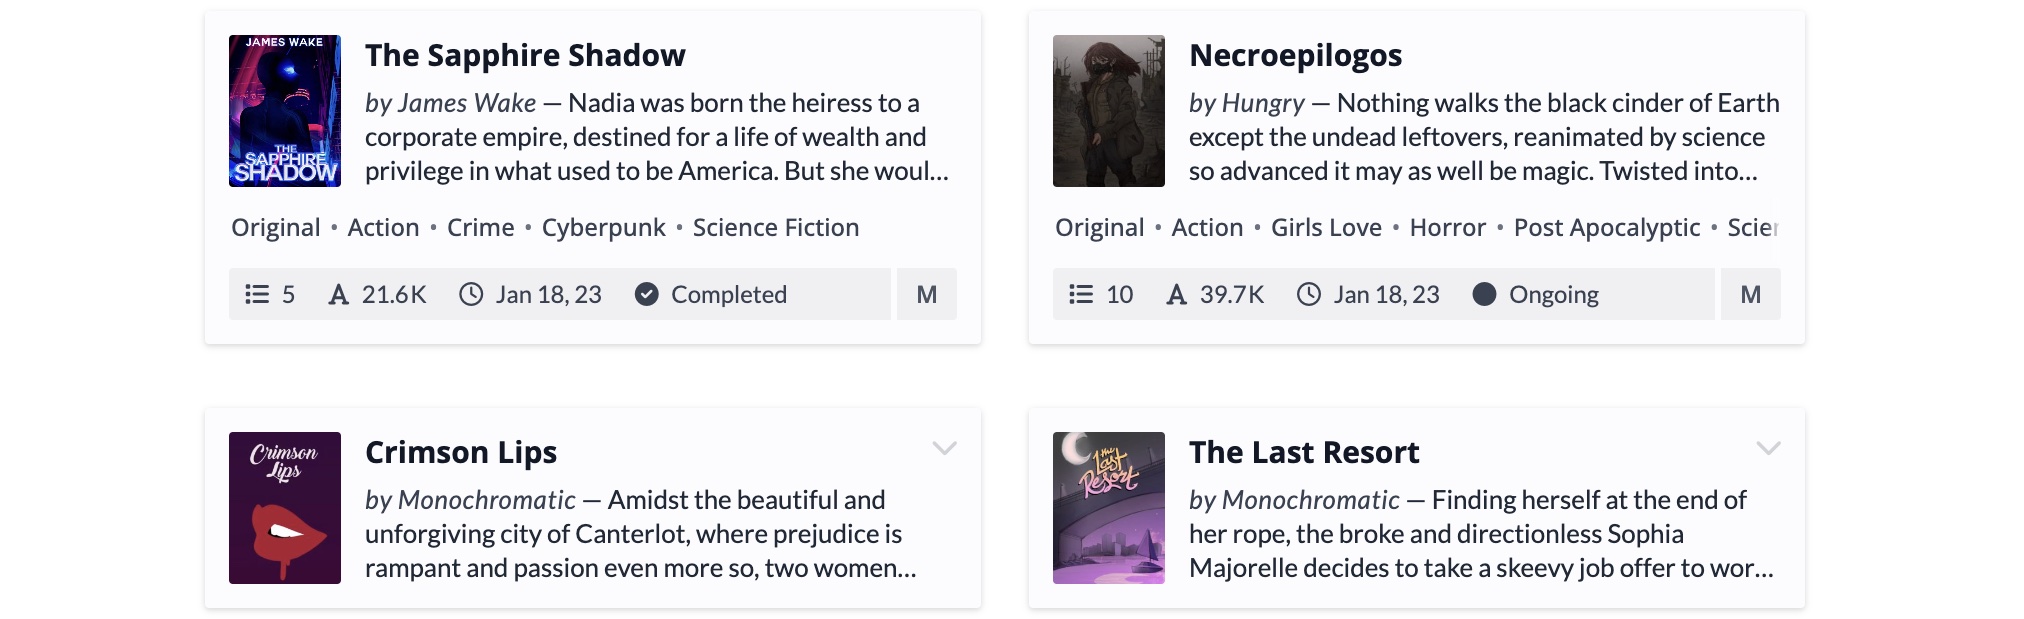 JAMES WAKE
THE
SAPPHIRE
SHADOW
The Sapphire Shadow
by James Wake — Nadia was born the heiress to a
corporate empire, destined for a life of wealth and
privilege in what used to be America. But she woul...
Original • Action • Crime • Cyberpunk • Science Fiction
5 21.6K Jan 18, 23 Completed M
Necroepilogos
by Hungry — Nothing walks the black cinder of Earth
except the undead leftovers, reanimated by science
so advanced it may as well be magic. Twisted into...
Original • Action • Girls Love • Horror • Post Apocalyptic • Scien
10 39.7K Jan 18, 23 Ongoing M
Crimson
Lips
Crimson Lips
by Monochromatic — Amidst the beautiful and
unforgiving city of Canterlot, where prejudice is
rampant and passion even more so, two women...
the
Last
Resort
The Last Resort
by Monochromatic — Finding herself at the end of
her rope, the broke and directionless Sophia
Majorelle decides to take a skeevy job offer to wor...